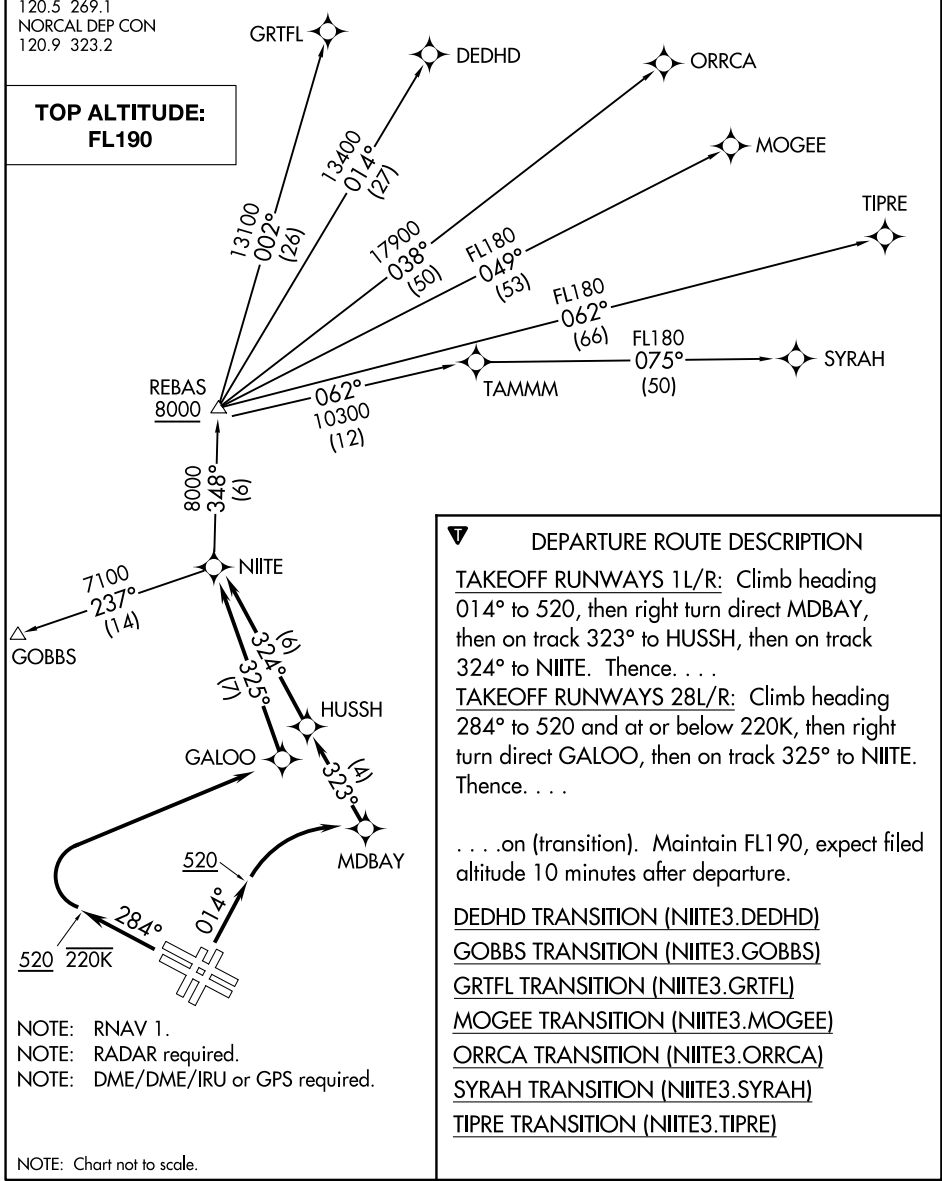 120.5 269.1
NORCAL DEP CON
120.9 323.2
TOP ALTITUDE:
FL190
GRTFL
DEDHD
ORRCA
MOGEE
TIPRE
13100
002°
(26)
13400
014°
(27)
17900
038°
(50)
FL180
049°
(53)
FL180
062°
(66)
FL180
075°
(50)
SYRAH
TAMMM
REBAS
8000
062°
10300
(12)
8000
348°
(6)
NIITE
7100
237°
(14)
GOBBS
324°
(6)
325°
(7)
HUSSH
GALOO
323°
(4)
MDBAY
520
014°
284°
520 220K
NOTE: RNAV 1.
NOTE: RADAR required.
NOTE: DME/DME/IRU or GPS required.
NOTE: Chart not to scale.
T
DEPARTURE ROUTE DESCRIPTION
TAKEOFF RUNWAYS 1L/R: Climb heading
014° to 520, then right turn direct MDBAY,
then on track 323° to HUSSH, then on track
324° to NIITE. Thence. . . .
TAKEOFF RUNWAYS 28L/R: Climb heading
284° to 520 and at or below 220K, then right
turn direct GALOO, then on track 325° to NIITE.
Thence. . . .
. . . .on (transition). Maintain FL190, expect filed
altitude 10 minutes after departure.
DEDHD TRANSITION (NIITE3.DEDHD)
GOBBS TRANSITION (NIITE3.GOBBS)
GRTFL TRANSITION (NIITE3.GRTFL)
MOGEE TRANSITION (NIITE3.MOGEE)
ORRCA TRANSITION (NIITE3.ORRCA)
SYRAH TRANSITION (NIITE3.SYRAH)
TIPRE TRANSITION (NIITE3.TIPRE)